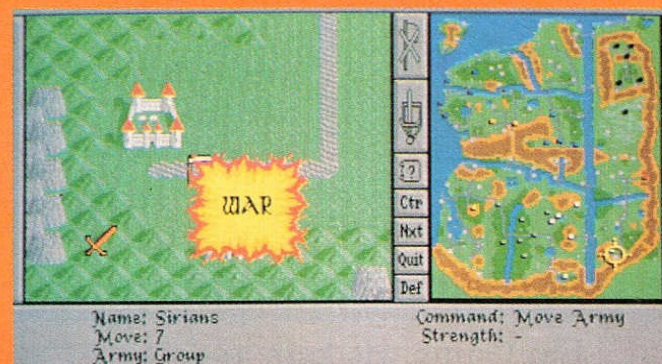 WAR
?
Ctr
Nxt
Quit
Def
Name: Sirians
Move: 7
Army: Group
Command: Move Army
Strength: -